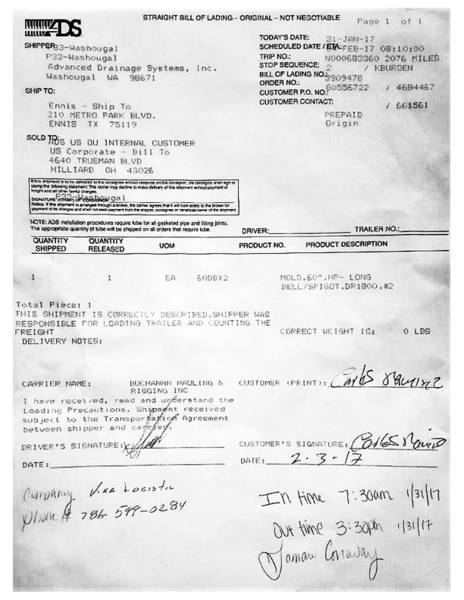 ADS
STRAIGHT BILL OF LADING - ORIGINAL - NOT NEGOTIABLE
Page 1 of 1
TODAY'S DATE: 31-JAN-17
SCHEDULED DATE / ETA FEB-17 08:10:00
TRIP NO.: N000683360 2076 MILES
STOP SEQUENCE: 2 / KBURDEN
BILL OF LADING NO.: 3909478
ORDER NO.: 80556722 / 4684467
CUSTOMER P.O. NO.:
CUSTOMER CONTACT: / 661561
PREPAID
Origin
SHIPPER: P33-Washougal
P33-Washougal
Advanced Drainage Systems, Inc.
Washougal WA 98671
SHIP TO:
Ennis - Ship To
210 METRO PARK BLVD.
ENNIS TX 75119
SOLD TO:
ADS US OU INTERNAL CUSTOMER
US Corporate - Bill To
4640 TRUEMAN BLVD
HILLIARD OH 43026
P33-Washougal
NOTE: ADS installation procedures require lube for all gasketed pipe and fitting joints.
The appropriate quantity of lube will be shipped on all orders that require lube.
DRIVER: TRAILER NO.:
QUANTITY SHIPPED QUANTITY RELEASED UOM PRODUCT NO. PRODUCT DESCRIPTION
1 1 EA 60DBX2 MOLD.60".HP- LONG
BELL/SPIGOT.DR1800.#2
Total Piece: 1
THIS SHIPMENT IS CORRECTLY DESCRIBED.SHIPPER WAS
RESPONSIBLE FOR LOADING TRAILER AND COUNTING THE
FREIGHT
CORRECT WEIGHT IS: 0 LBS
DELIVERY NOTES:
CARRIER NAME: BUCHANAN HAULING &
RIGGING INC
CUSTOMER (PRINT): Carlos Ramirez
I have received, read and understand the
Loading Precautions. Shipment received
subject to the Transportation Agreement
between shipper and carrier.
DRIVER'S SIGNATURE:
CUSTOMER'S SIGNATURE:
DATE:
DATE: 2-3-17
Company Vika Logistic
Phone # 786-599-0284
In time 7:30am 1/31/17
Out time 3:30pm 1/31/17